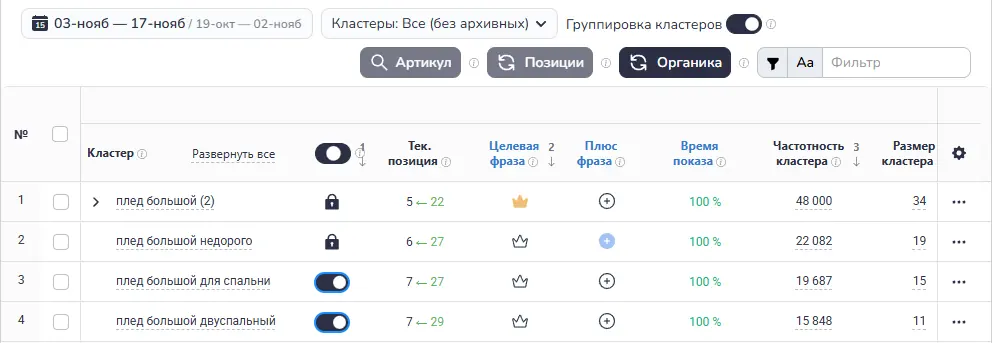 15 03-нояб — 17-нояб / 19-окт — 02-нояб Кластеры: Все (без архивных) Группировка кластеров i
Артикул i Позиции i Органика i Aa Фильтр
№ Кластер i Развернуть все 1 ↓ Тек. позиция i Целевая фраза i 2 ↓ Плюс фраза i Время показа i Частотность кластера i 3 ↓ Размер кластера
1 плед большой (2) 5 ← 22 100 % 48 000 34 ...
2 плед большой недорого 6 ← 27 100 % 22 082 19 ...
3 плед большой для спальни 7 ← 27 100 % 19 687 15 ...
4 плед большой двуспальный 7 ← 29 100 % 15 848 11 ...